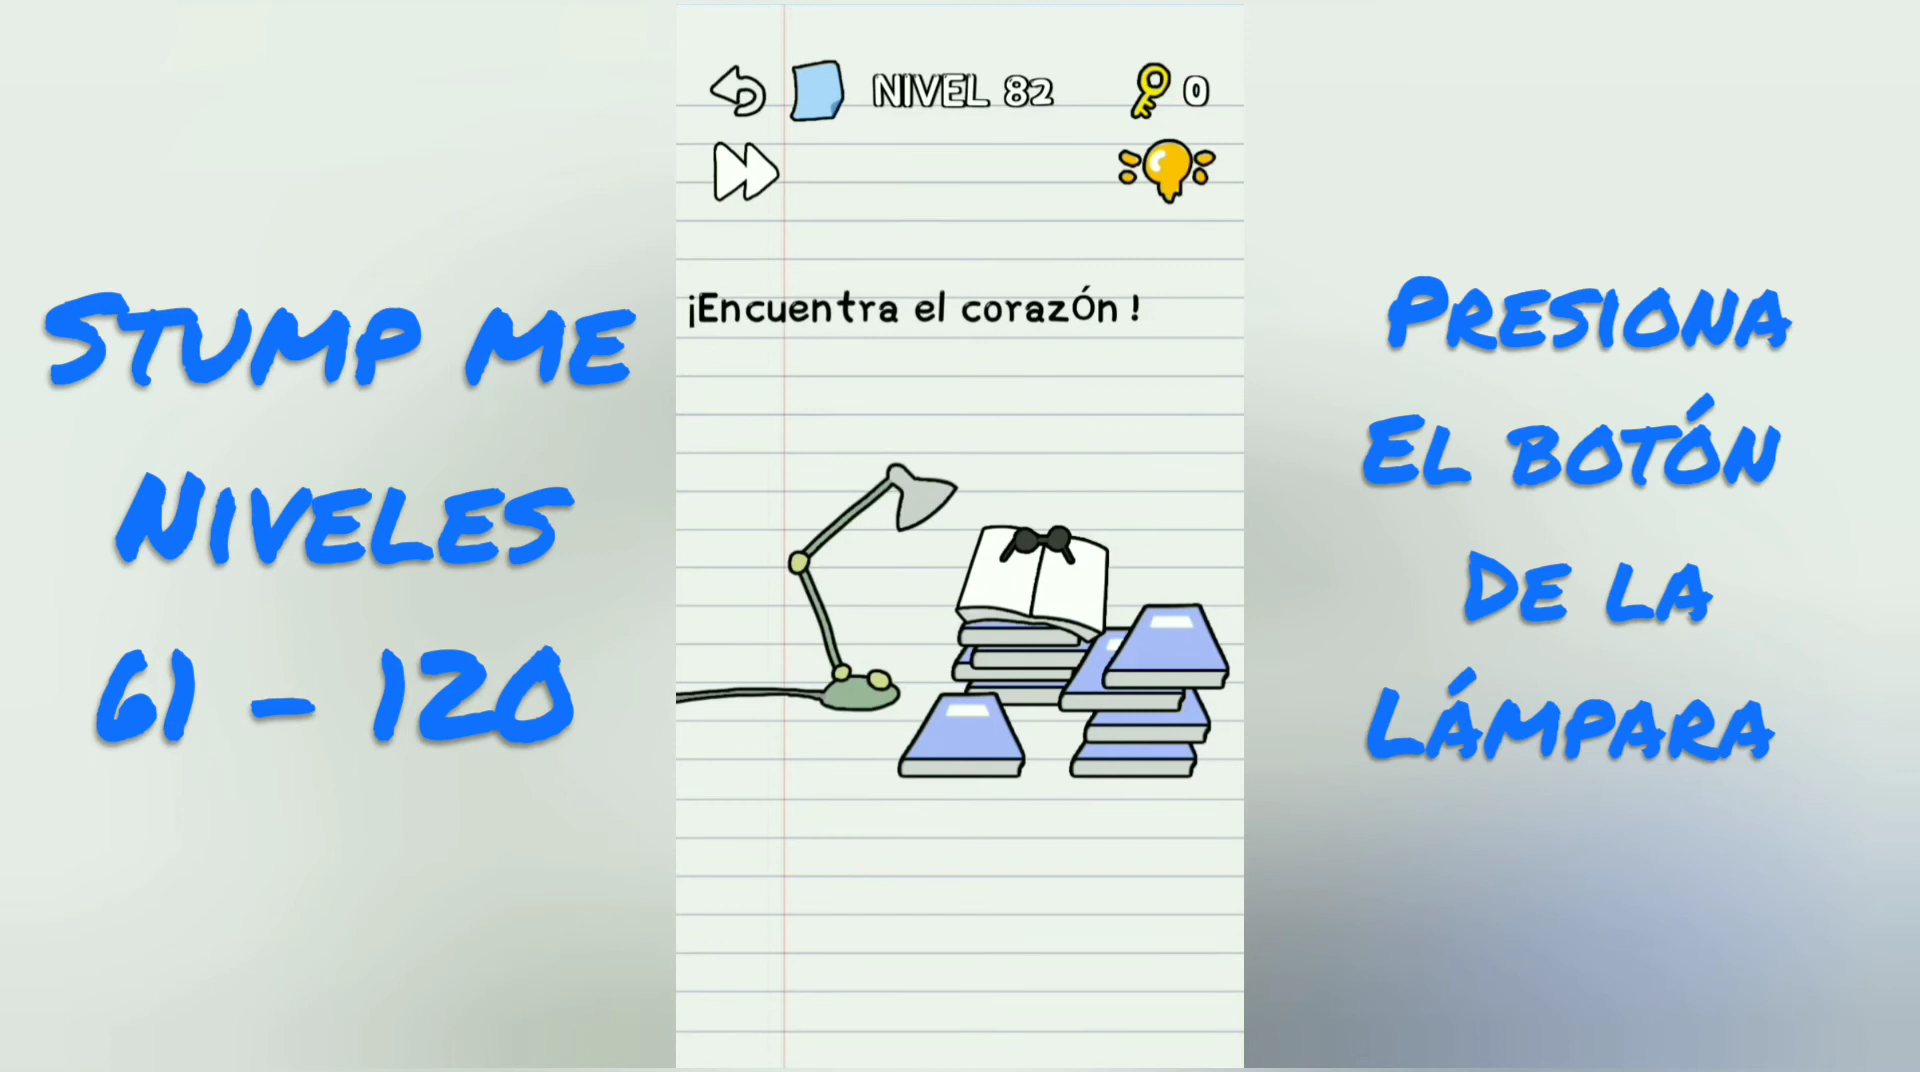 Stump me
Niveles
61 - 120
NIVEL 82
0
¡Encuentra el corazÓn !
Presiona
El botón
De la
Lámpara